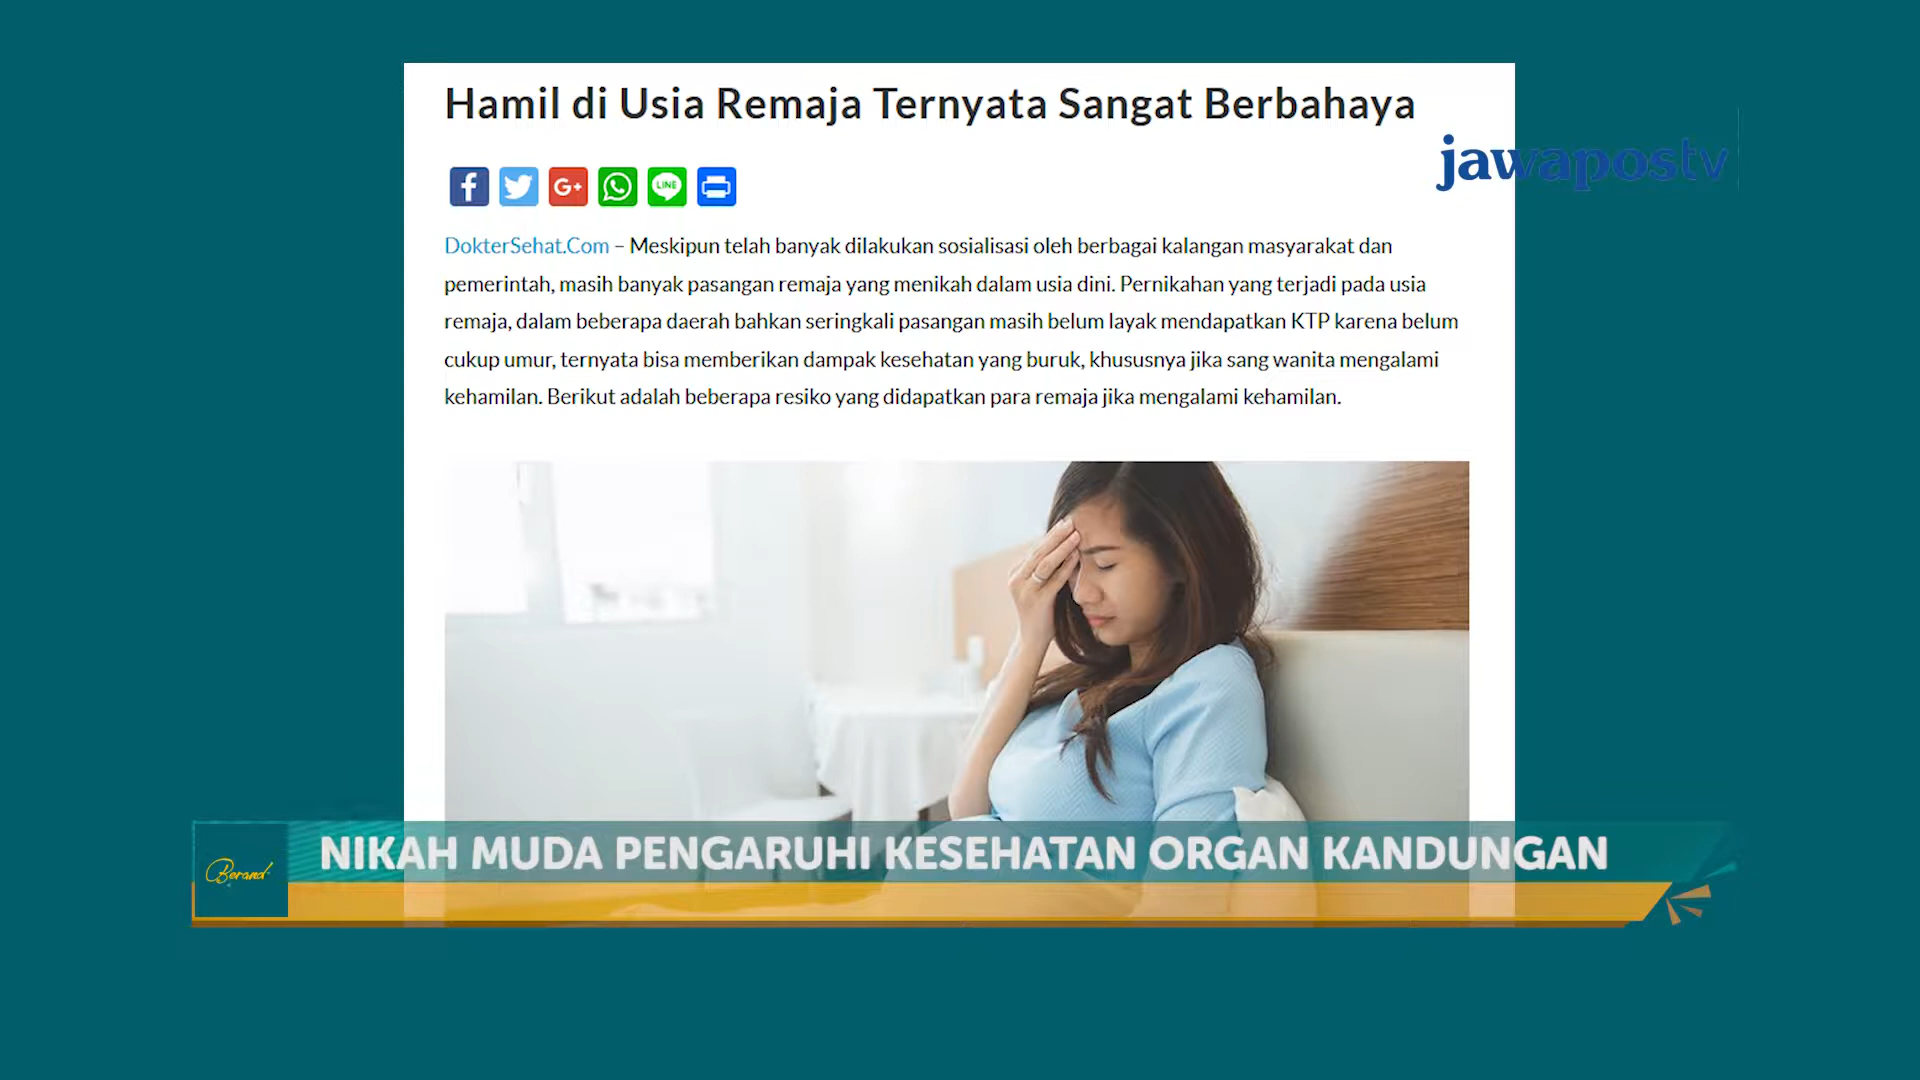 Hamil di Usia Remaja Ternyata Sangat Berbahaya
jawapostv
G+
LINE
DokterSehat.Com – Meskipun telah banyak dilakukan sosialisasi oleh berbagai kalangan masyarakat dan
pemerintah, masih banyak pasangan remaja yang menikah dalam usia dini. Pernikahan yang terjadi pada usia
remaja, dalam beberapa daerah bahkan seringkali pasangan masih belum layak mendapatkan KTP karena belum
cukup umur, ternyata bisa memberikan dampak kesehatan yang buruk, khususnya jika sang wanita mengalami
kehamilan. Berikut adalah beberapa resiko yang didapatkan para remaja jika mengalami kehamilan.
NIKAH MUDA PENGARUHI KESEHATAN ORGAN KANDUNGAN